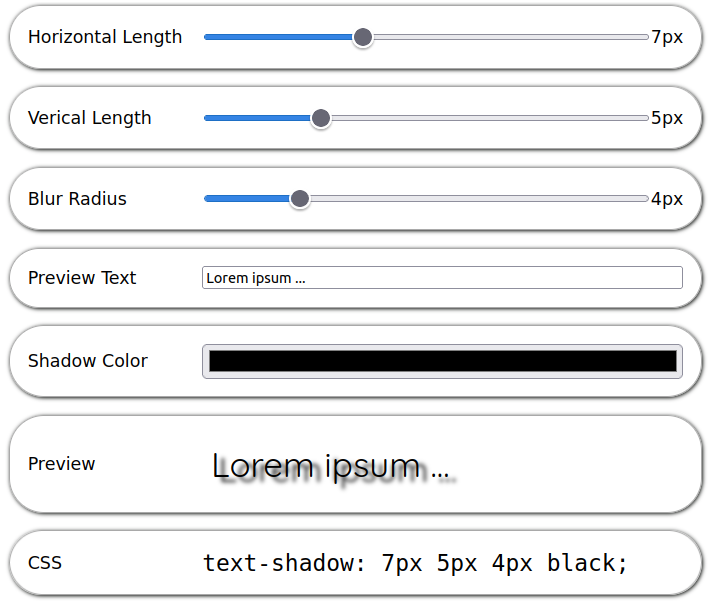 Horizontal Length 7px
Verical Length 5px
Blur Radius 4px
Preview Text Lorem ipsum ...
Shadow Color
Preview Lorem ipsum ...
CSS text-shadow: 7px 5px 4px black;